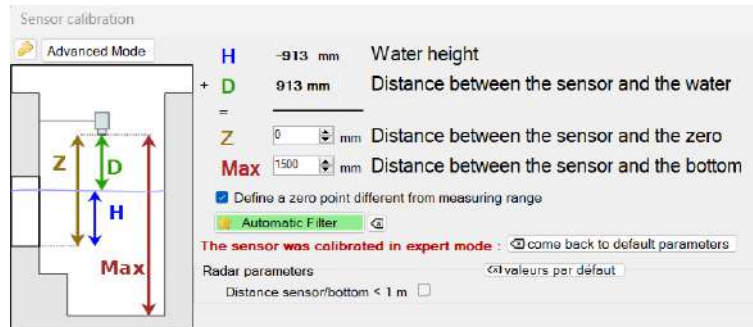 Sensor calibration
Advanced Mode
H -913 mm Water height
+ D 913 mm Distance between the sensor and the water
=
Z 0 mm Distance between the sensor and the zero
Max 1500 mm Distance between the sensor and the bottom
Define a zero point different from measuring range
Automatic Filter
The sensor was calibrated in expert mode : come back to default parameters
Radar parameters valeurs par défaut
Distance sensor/bottom < 1 m
Z D
H
Max